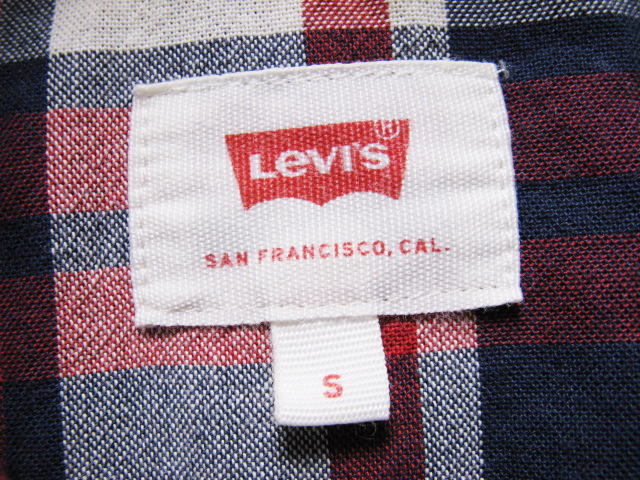 Levi's®
SAN FRANCISCO, CAL.
S